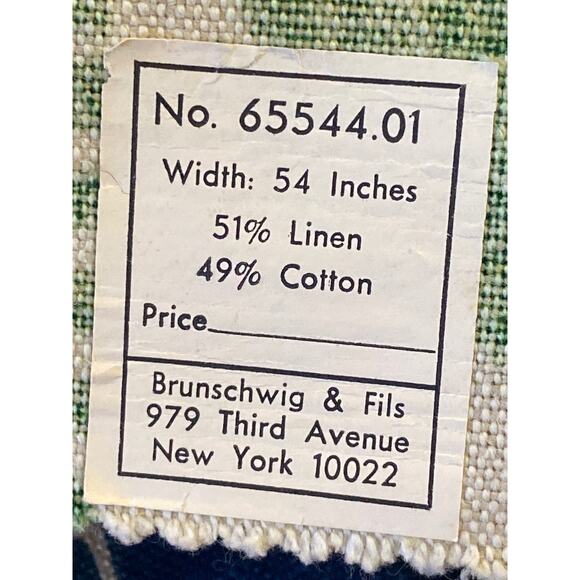 No. 65544.01
Width: 54 Inches
51% Linen
49% Cotton
Price
Brunschwig & Fils
979 Third Avenue
New York 10022